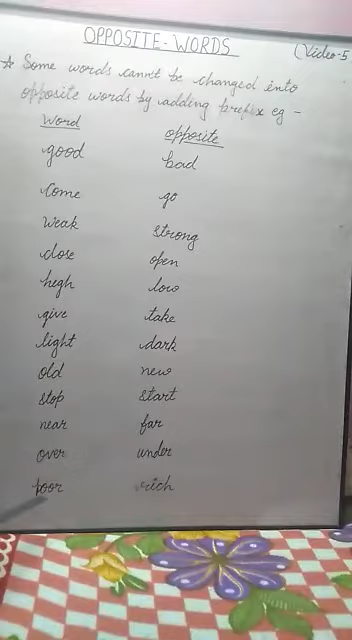 OPPOSITE-WORDS
(Video-5
☆ Some words cannt be changed into
opposite words by adding prefix eg -
Word opposite
good bad
come go
weak strong
close open
hegh low
give take
light dark
old new
stop start
near far
over under
poor rich